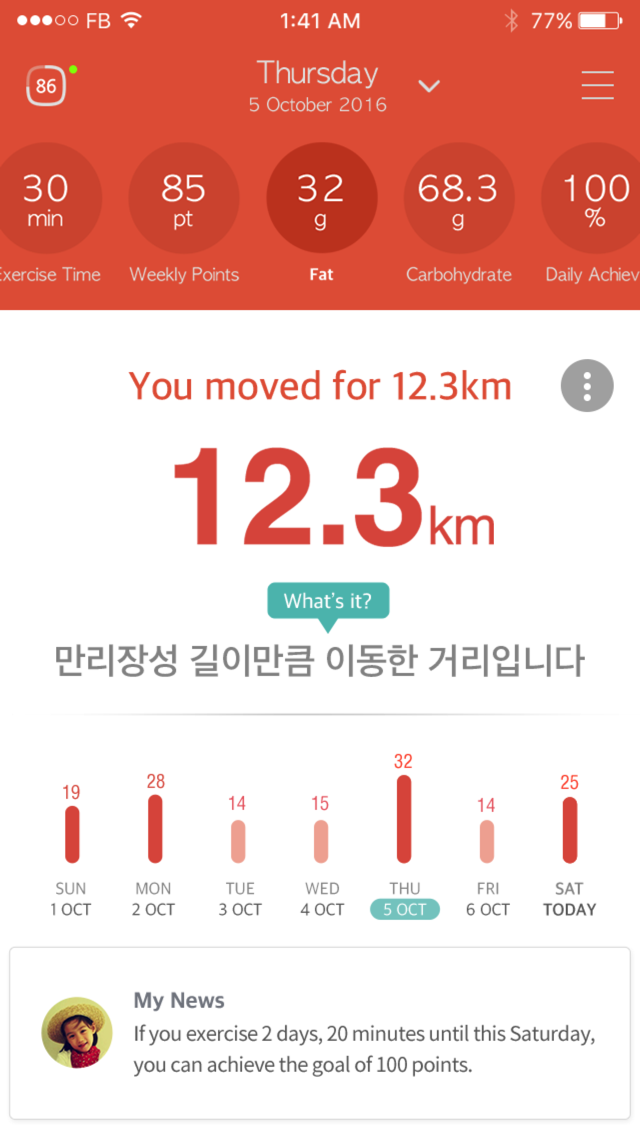 FB 1:41 AM 77%
86
Thursday
5 October 2016
30 85 32 68.3 100
min pt g g %
xercise Time Weekly Points Fat Carbohydrate Daily Achiev
You moved for 12.3km
12.3km
What's it?
만리장성 길이만큼 이동한 거리입니다
19 28 14 15 32 14 25
SUN MON TUE WED THU FRI SAT
1 OCT 2 OCT 3 OCT 4 OCT 5 OCT 6 OCT TODAY
My News
If you exercise 2 days, 20 minutes until this Saturday,
you can achieve the goal of 100 points.